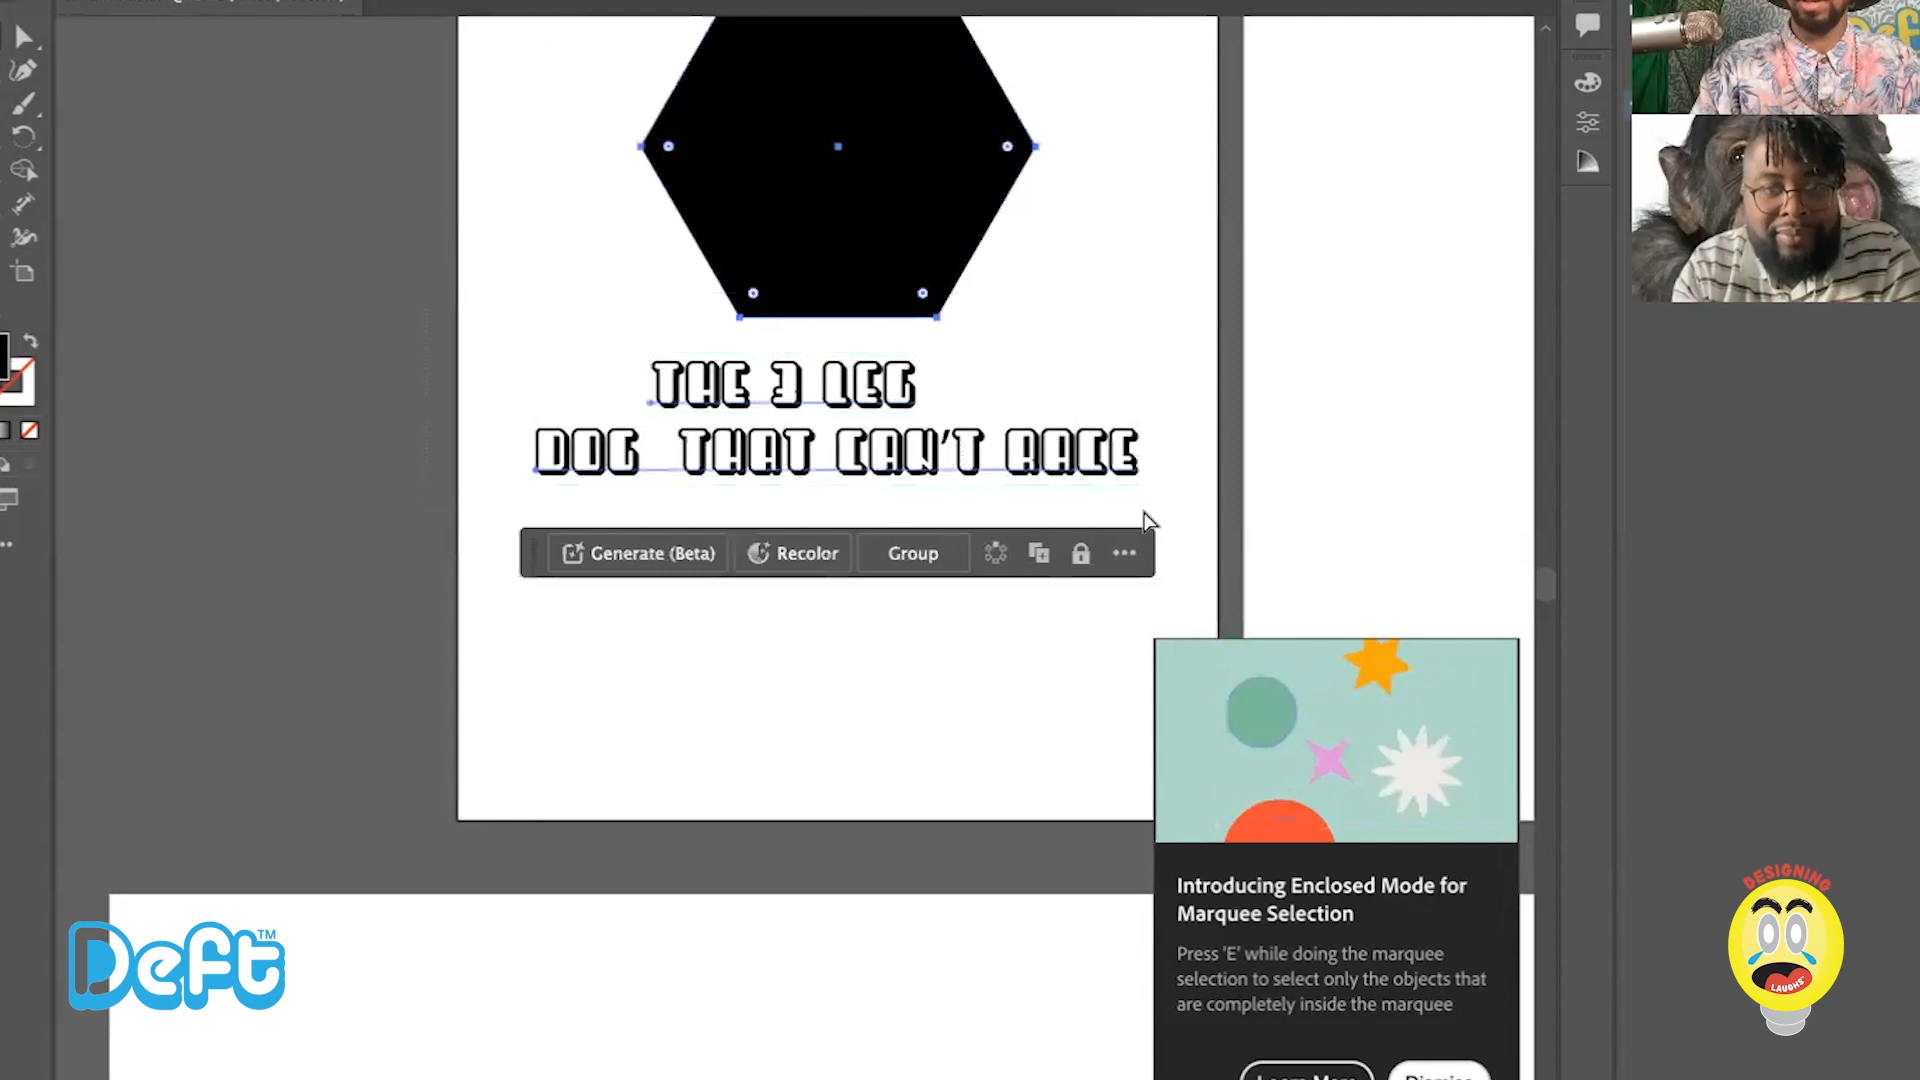 THE 3 LEG
DOG THAT CAN'T RACE
Generate (Beta)
Recolor
Group
Introducing Enclosed Mode for
Marquee Selection
Press 'E' while doing the marquee
selection to select only the objects that
are completely inside the marquee
Deft™
DESIGNING
LAUGHS